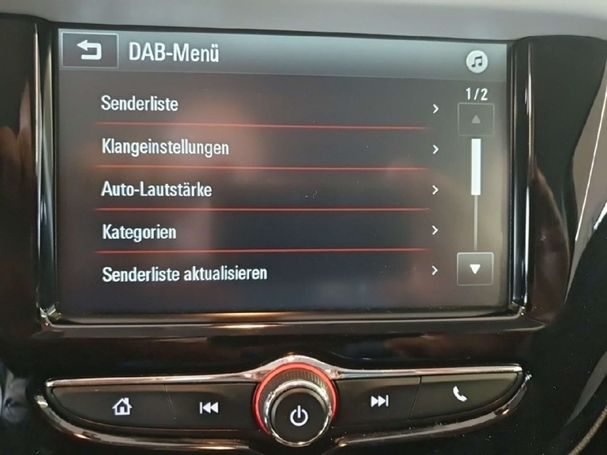 DAB-Menü
1/2
Senderliste
Klangeinstellungen
Auto-Lautstärke
Kategorien
Senderliste aktualisieren